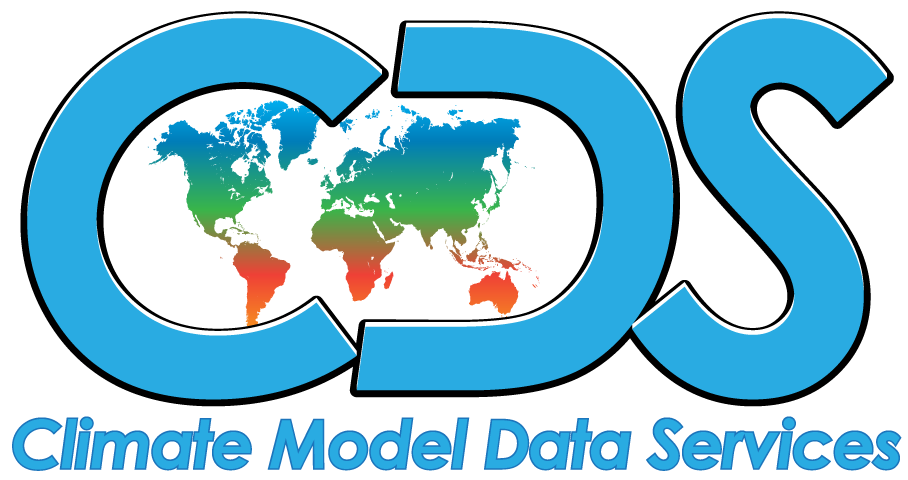 CDS
Climate Model Data Services